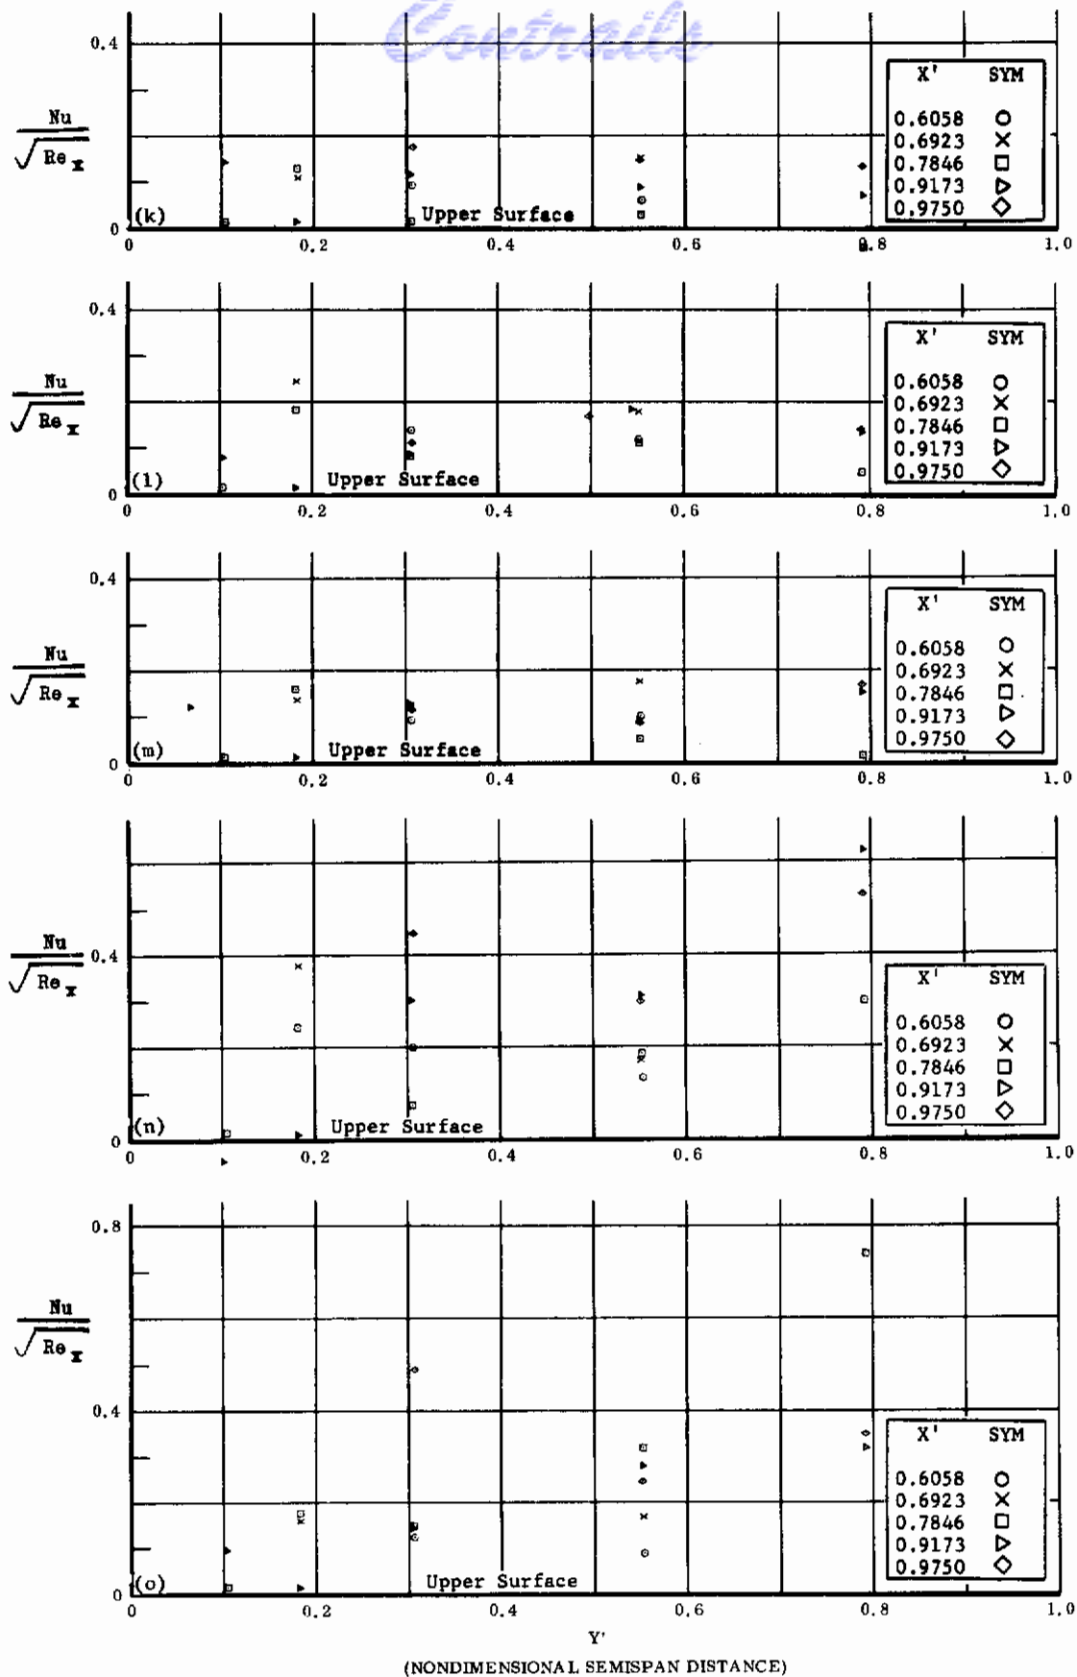 Contrails
0.4
Nu
√Re x
0
(k)
Upper Surface
X' SYM
0.6058 ○
0.6923 ×
0.7846 □
0.9173 ▷
0.9750 ◇
0 0.2 0.4 0.6 0.8 1.0
0.4
Nu
√Re x
0
(l)
Upper Surface
X' SYM
0.6058 ○
0.6923 ×
0.7846 □
0.9173 ▷
0.9750 ◇
0 0.2 0.4 0.6 0.8 1.0
0.4
Nu
√Re x
0
(m)
Upper Surface
X' SYM
0.6058 ○
0.6923 ×
0.7846 □
0.9173 ▷
0.9750 ◇
0 0.2 0.4 0.6 0.8 1.0
0.4
Nu
√Re x
0
(n)
Upper Surface
X' SYM
0.6058 ○
0.6923 ×
0.7846 □
0.9173 ▷
0.9750 ◇
0 0.2 0.4 0.6 0.8 1.0
0.8
Nu
√Re x
0.4
0
(o)
Upper Surface
X' SYM
0.6058 ○
0.6923 ×
0.7846 □
0.9173 ▷
0.9750 ◇
0 0.2 0.4 0.6 0.8 1.0
Y'
(NONDIMENSIONAL SEMISPAN DISTANCE)